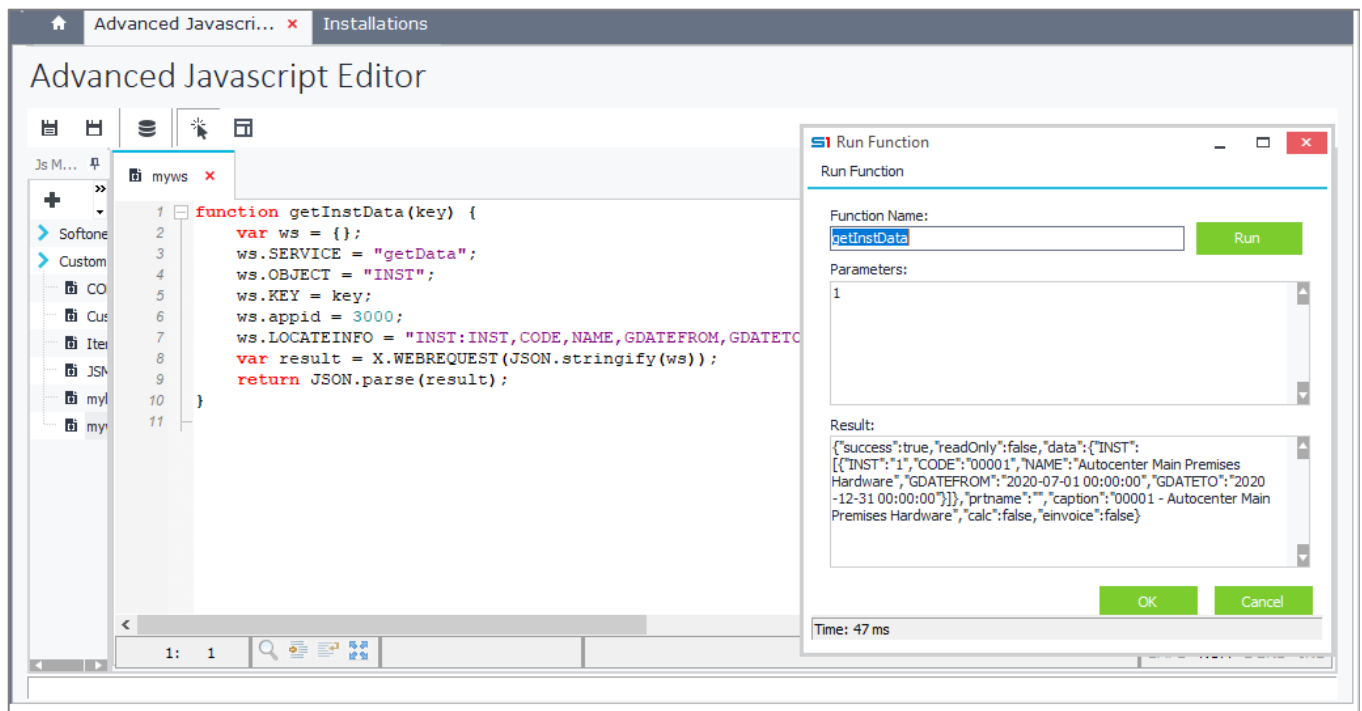 Advanced Javascri... ×
Installations
Advanced Javascript Editor
Js M...
»
Softone
Custom
CO
Cus
Iter
JSM
myl
myws ×
1 function getInstData(key) {
2 var ws = {};
3 ws.SERVICE = "getData";
4 ws.OBJECT = "INST";
5 ws.KEY = key;
6 ws.appid = 3000;
7 ws.LOCATEINFO = "INST:INST,CODE,NAME,GDATEFROM,GDATETO
8 var result = X.WEBREQUEST(JSON.stringify(ws));
9 return JSON.parse(result);
10 }
11
1: 1
S1 Run Function
Run Function
Function Name:
getInstData
Run
Parameters:
1
Result:
{"success":true,"readOnly":false,"data":{"INST":
[{"INST":"1","CODE":"00001","NAME":"Autocenter Main Premises
Hardware","GDATEFROM":"2020-07-01 00:00:00","GDATETO":"2020
-12-31 00:00:00"}]},"prtname":"","caption":"00001 - Autocenter Main
Premises Hardware","calc":false,"einvoice":false}
OK
Cancel
Time: 47 ms